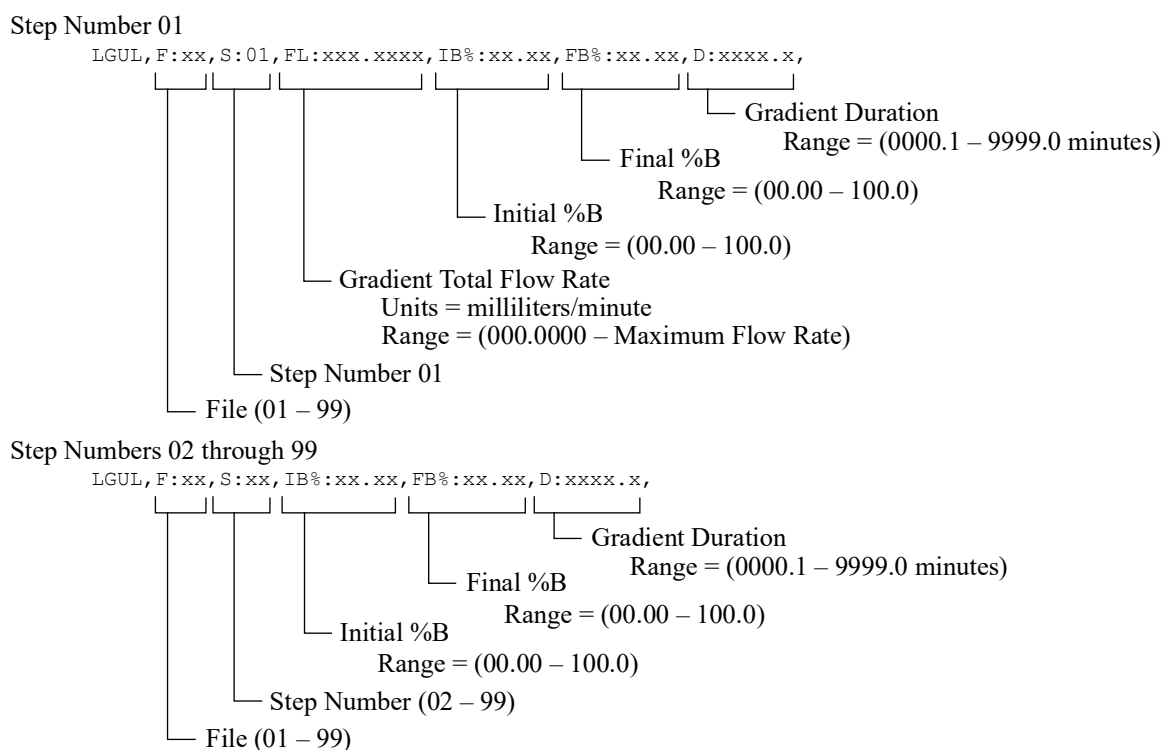 Step Number 01
LGUL,F:xx,S:01,FL:xxx.xxxx,IB%:xx.xx,FB%:xx.xx,D:xxxx.x,
Gradient Duration
Range = (0000.1 – 9999.0 minutes)
Final %B
Range = (00.00 – 100.0)
Initial %B
Range = (00.00 – 100.0)
Gradient Total Flow Rate
Units = milliliters/minute
Range = (000.0000 – Maximum Flow Rate)
Step Number 01
File (01 – 99)
Step Numbers 02 through 99
LGUL,F:xx,S:xx,IB%:xx.xx,FB%:xx.xx,D:xxxx.x,
Gradient Duration
Range = (0000.1 – 9999.0 minutes)
Final %B
Range = (00.00 – 100.0)
Initial %B
Range = (00.00 – 100.0)
Step Number (02 – 99)
File (01 – 99)